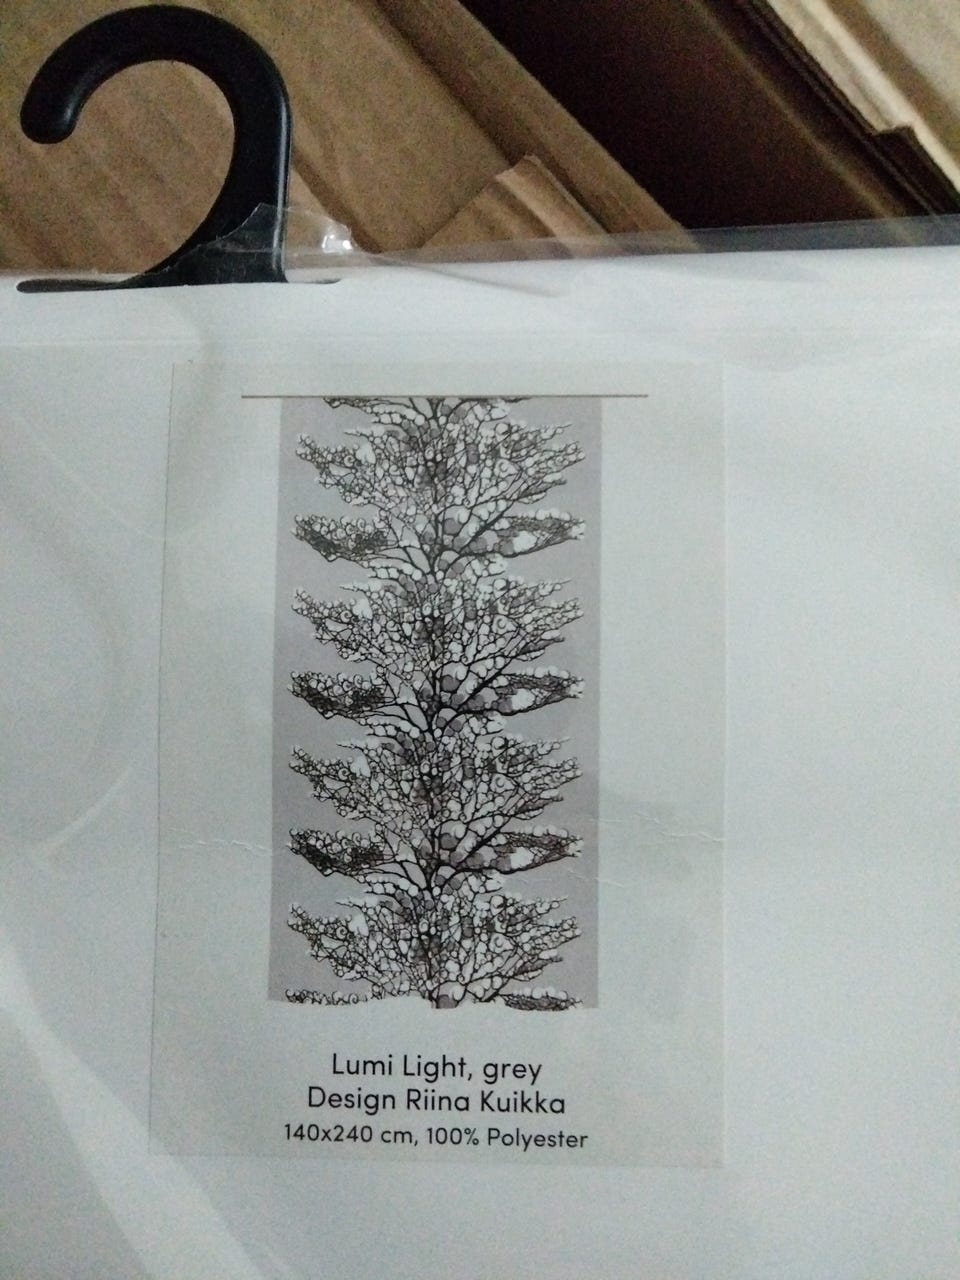 Lumi Light, grey
Design Riina Kuikka
140x240 cm, 100% Polyester